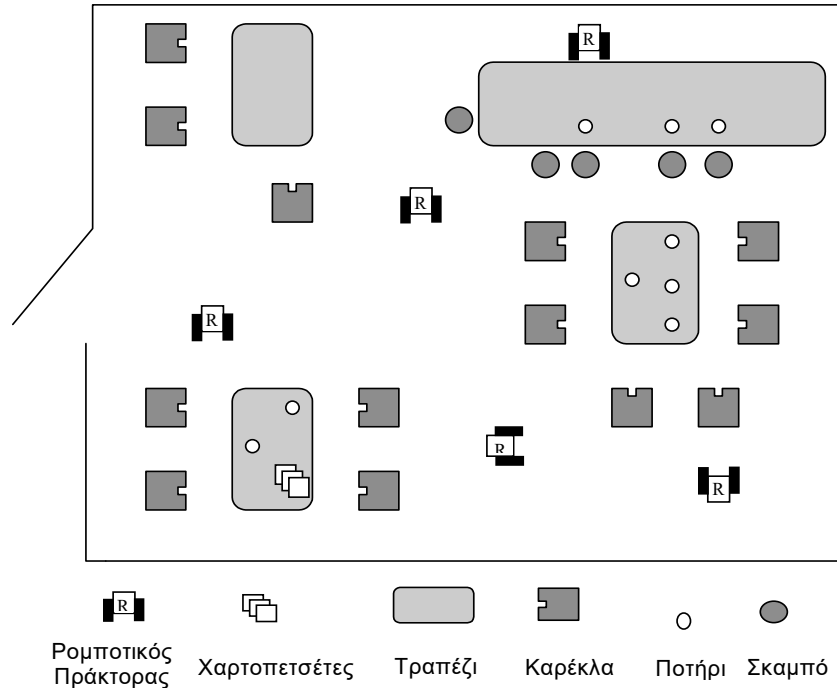 R
R
R
R
R
R
Ρομποτικός
Πράκτορας
Χαρτοπετσέτες
Τραπέζι
Καρέκλα
Ποτήρι
Σκαμπό